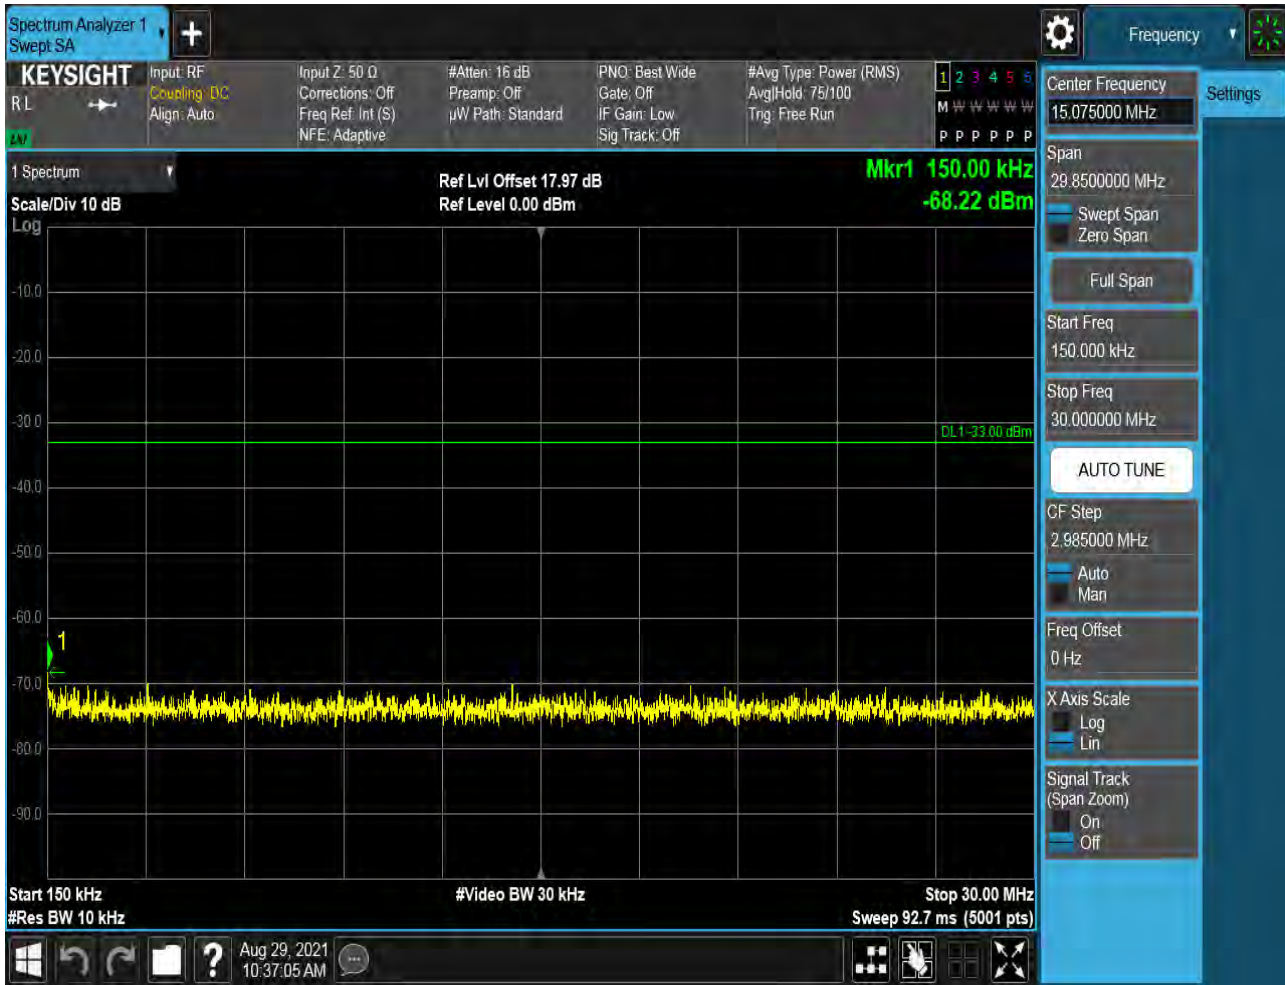 Spectrum Analyzer 1
Swept SA
+
Frequency
KEYSIGHT
R L
LXI
Input: RF
Coupling: DC
Align: Auto
Input Z: 50 Ω
Corrections: Off
Freq Ref: Int (S)
NFE: Adaptive
#Atten: 16 dB
Preamp: Off
µW Path: Standard
PNO: Best Wide
Gate: Off
IF Gain: Low
Sig Track: Off
#Avg Type: Power (RMS)
Avg|Hold: 75/100
Trig: Free Run
1 2 3 4 5 6
M W W W W W
P P P P P P
1 Spectrum
Scale/Div 10 dB
Log
Ref Lvl Offset 17.97 dB
Ref Level 0.00 dBm
Mkr1 150.00 kHz
-68.22 dBm
-10.0
-20.0
-30.0
DL1 -33.00 dBm
-40.0
-50.0
-60.0
1
-70.0
-80.0
-90.0
Start 150 kHz
#Res BW 10 kHz
#Video BW 30 kHz
Stop 30.00 MHz
Sweep 92.7 ms (5001 pts)
?
Aug 29, 2021
10:37:05 AM
Center Frequency
15.075000 MHz
Settings
Span
29.8500000 MHz
Swept Span
Zero Span
Full Span
Start Freq
150.000 kHz
Stop Freq
30.000000 MHz
AUTO TUNE
CF Step
2.985000 MHz
Auto
Man
Freq Offset
0 Hz
X Axis Scale
Log
Lin
Signal Track
(Span Zoom)
On
Off